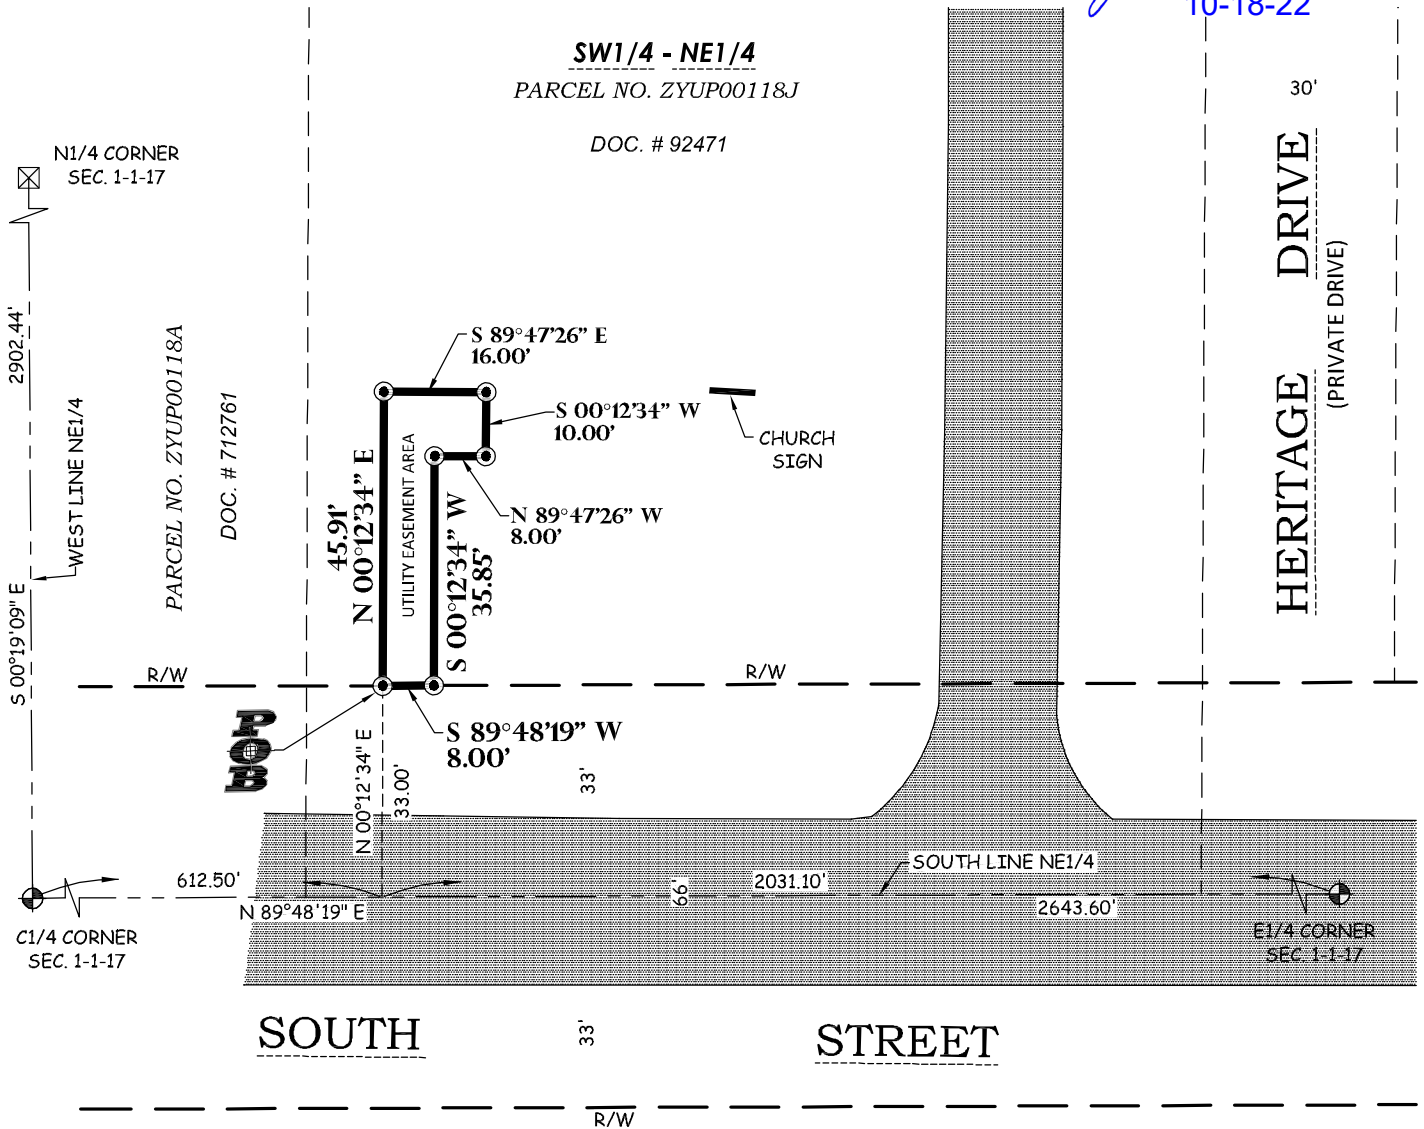 10-18-22
SW1/4 - NE1/4
PARCEL NO. ZYUP00118J
DOC. # 92471
30'
N1/4 CORNER
SEC. 1-1-17
HERITAGE DRIVE
(PRIVATE DRIVE)
2902.44'
S 00°19'09" E
WEST LINE NE1/4
PARCEL NO. ZYUP00118A
DOC. # 712761
S 89°47'26" E
16.00'
S 00°12'34" W
10.00'
CHURCH
SIGN
45.91'
N 00°12'34" E
UTILITY EASEMENT AREA
N 89°47'26" W
8.00'
S 00°12'34" W
35.85'
R/W
R/W
POB
S 89°48'19" W
8.00'
N 00°12'34" E
33.00'
33'
SOUTH LINE NE1/4
612.50'
2031.10'
66'
N 89°48'19" E
2643.60'
C1/4 CORNER
SEC. 1-1-17
E1/4 CORNER
SEC. 1-1-17
SOUTH STREET
33'
R/W